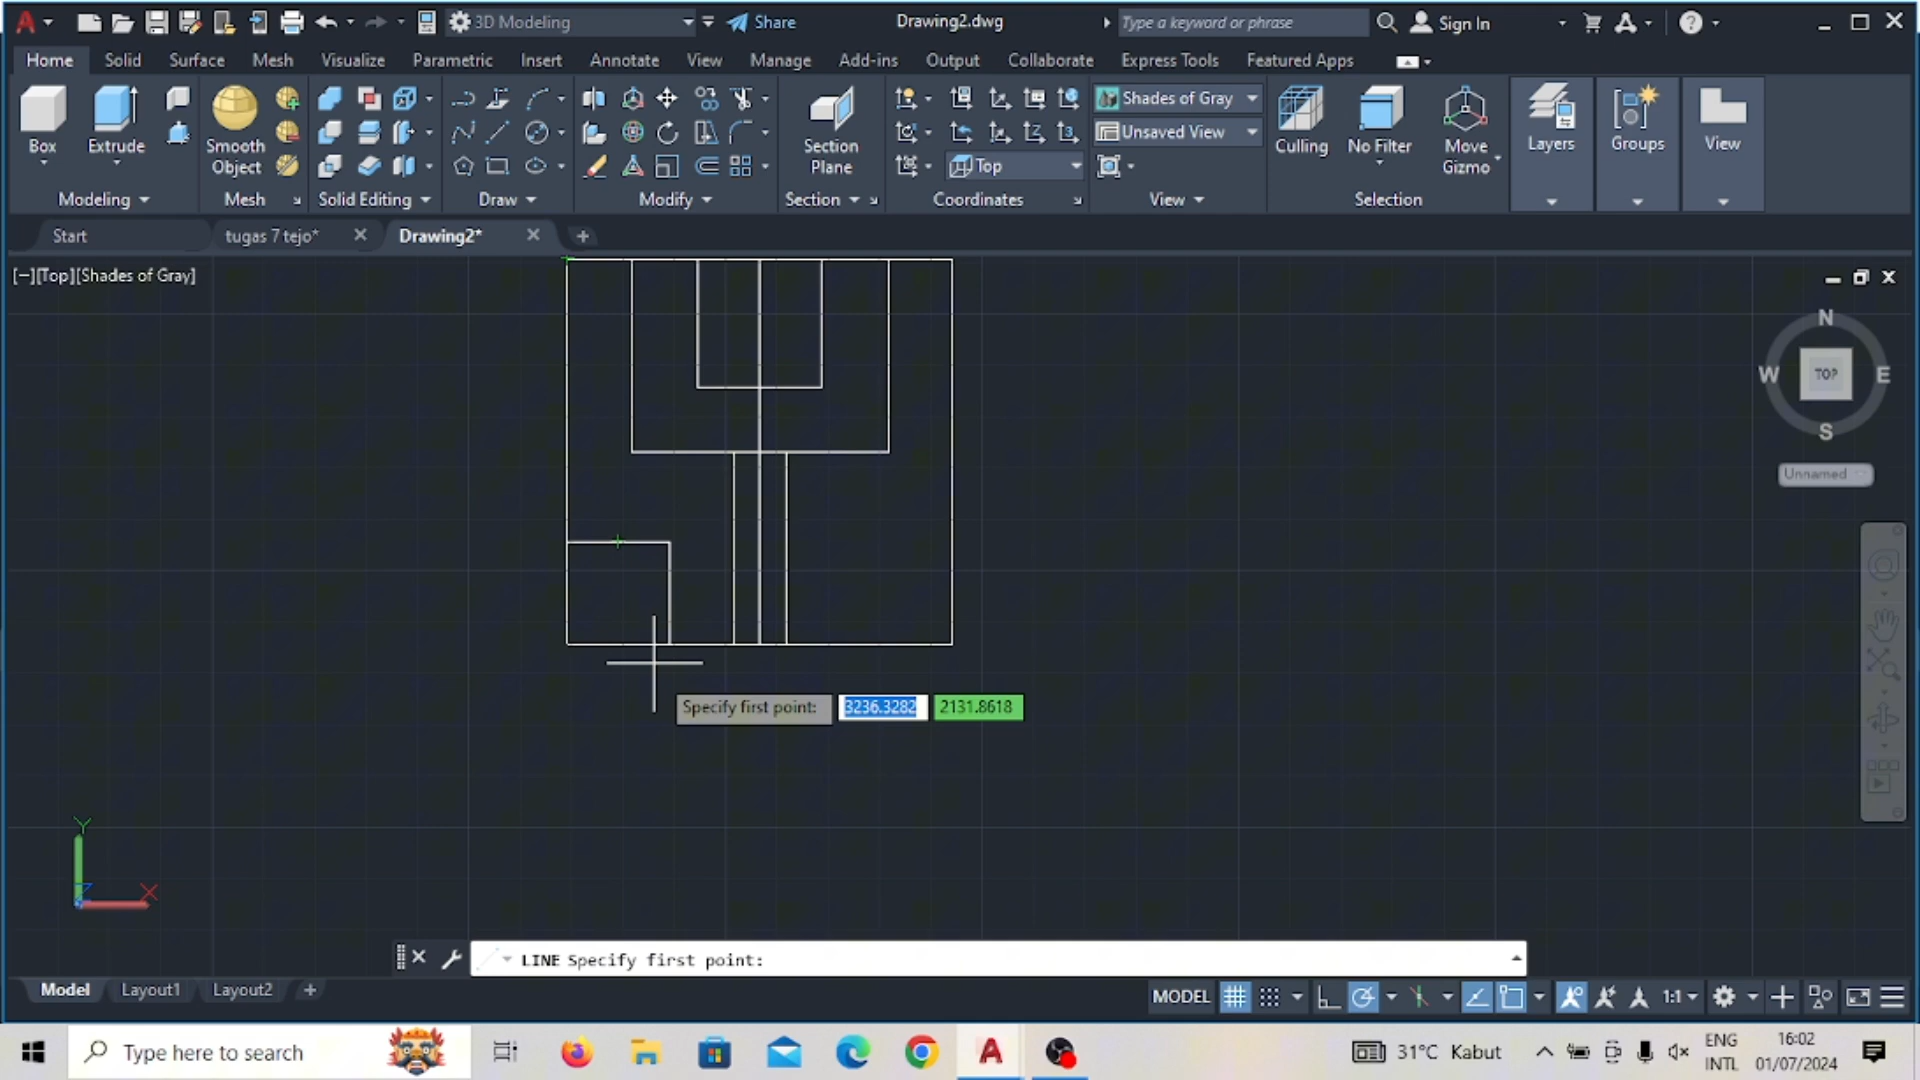 3D Modeling
Share
Drawing2.dwg
Type a keyword or phrase
Sign In
Home Solid Surface Mesh Visualize Parametric Insert Annotate View Manage Add-ins Output Collaborate Express Tools Featured Apps
Box
Extrude
Smooth
Object
Section
Plane
Shades of Gray
Unsaved View
Top
Culling
No Filter
Move
Gizmo
Layers
Groups
View
Modeling
Mesh
Solid Editing
Draw
Modify
Section
Coordinates
View
Selection
Start
tugas 7 tejo*
Drawing2*
[−][Top][Shades of Gray]
N
W
TOP
E
S
Unnamed
Specify first point: 3236.3282 2131.8618
Y
X
Z
LINE Specify first point:
Model Layout1 Layout2
MODEL
1:1
Type here to search
31°C Kabut
ENG
INTL
16:02
01/07/2024